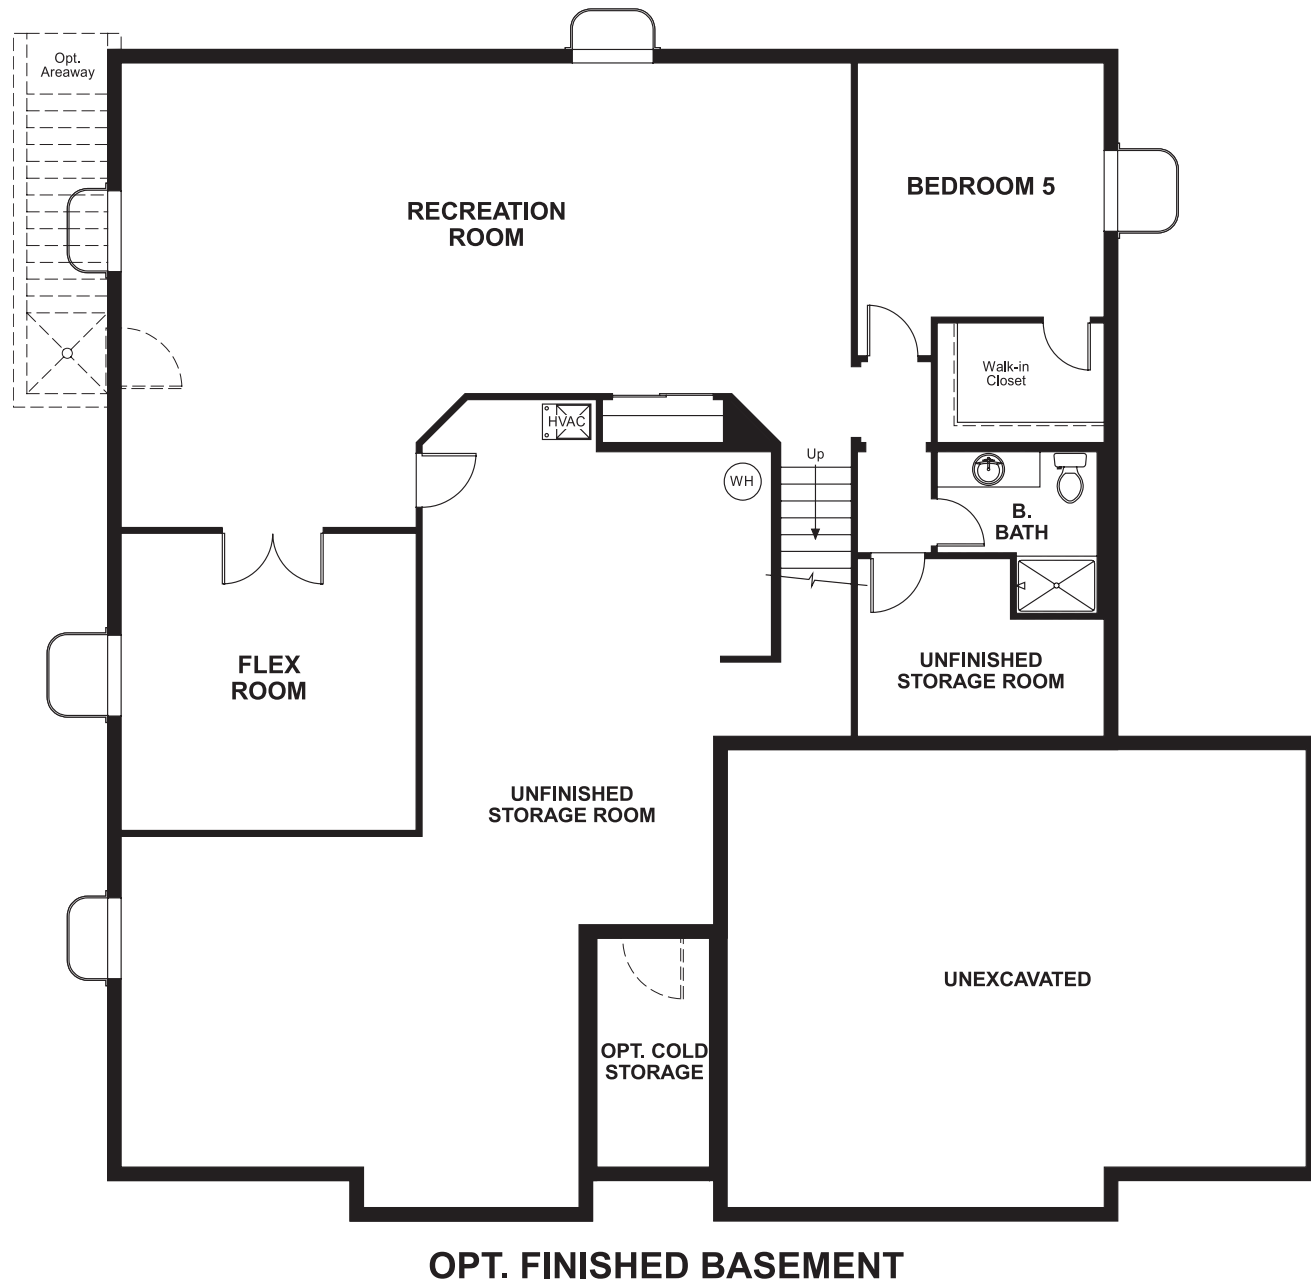 Opt.
Areaway
RECREATION
ROOM
BEDROOM 5
Walk-in
Closet
HVAC
Up
WH
B.
BATH
FLEX
ROOM
UNFINISHED
STORAGE ROOM
UNFINISHED
STORAGE ROOM
UNEXCAVATED
OPT. COLD
STORAGE
OPT. FINISHED BASEMENT